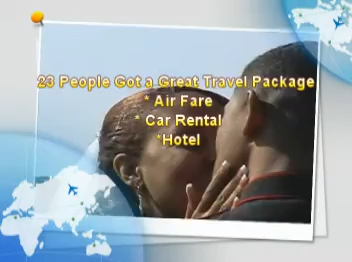 23 People Got a Great Travel Package
* Air Fare
* Car Rental
*Hotel